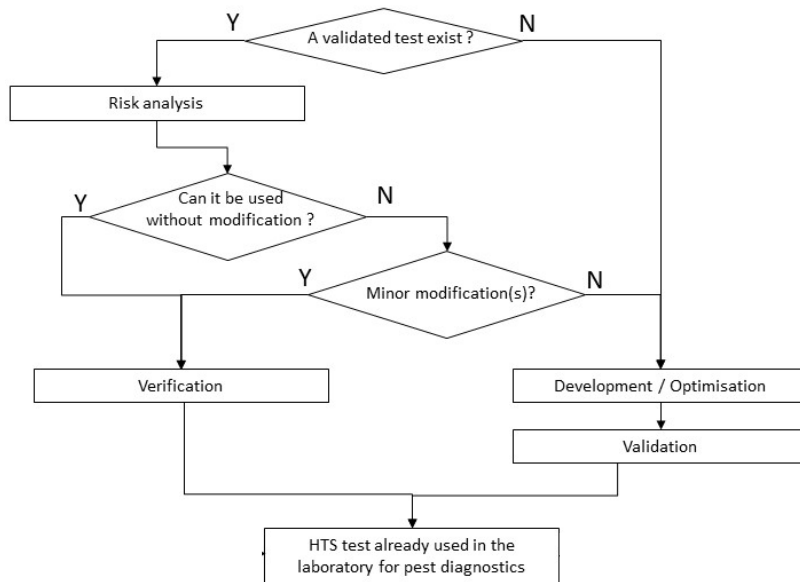 Y
A validated test exist ?
N
Risk analysis
Y
Can it be used
without modification ?
N
Y
Minor modification(s)?
N
Verification
Development / Optimisation
Validation
HTS test already used in the
laboratory for pest diagnostics